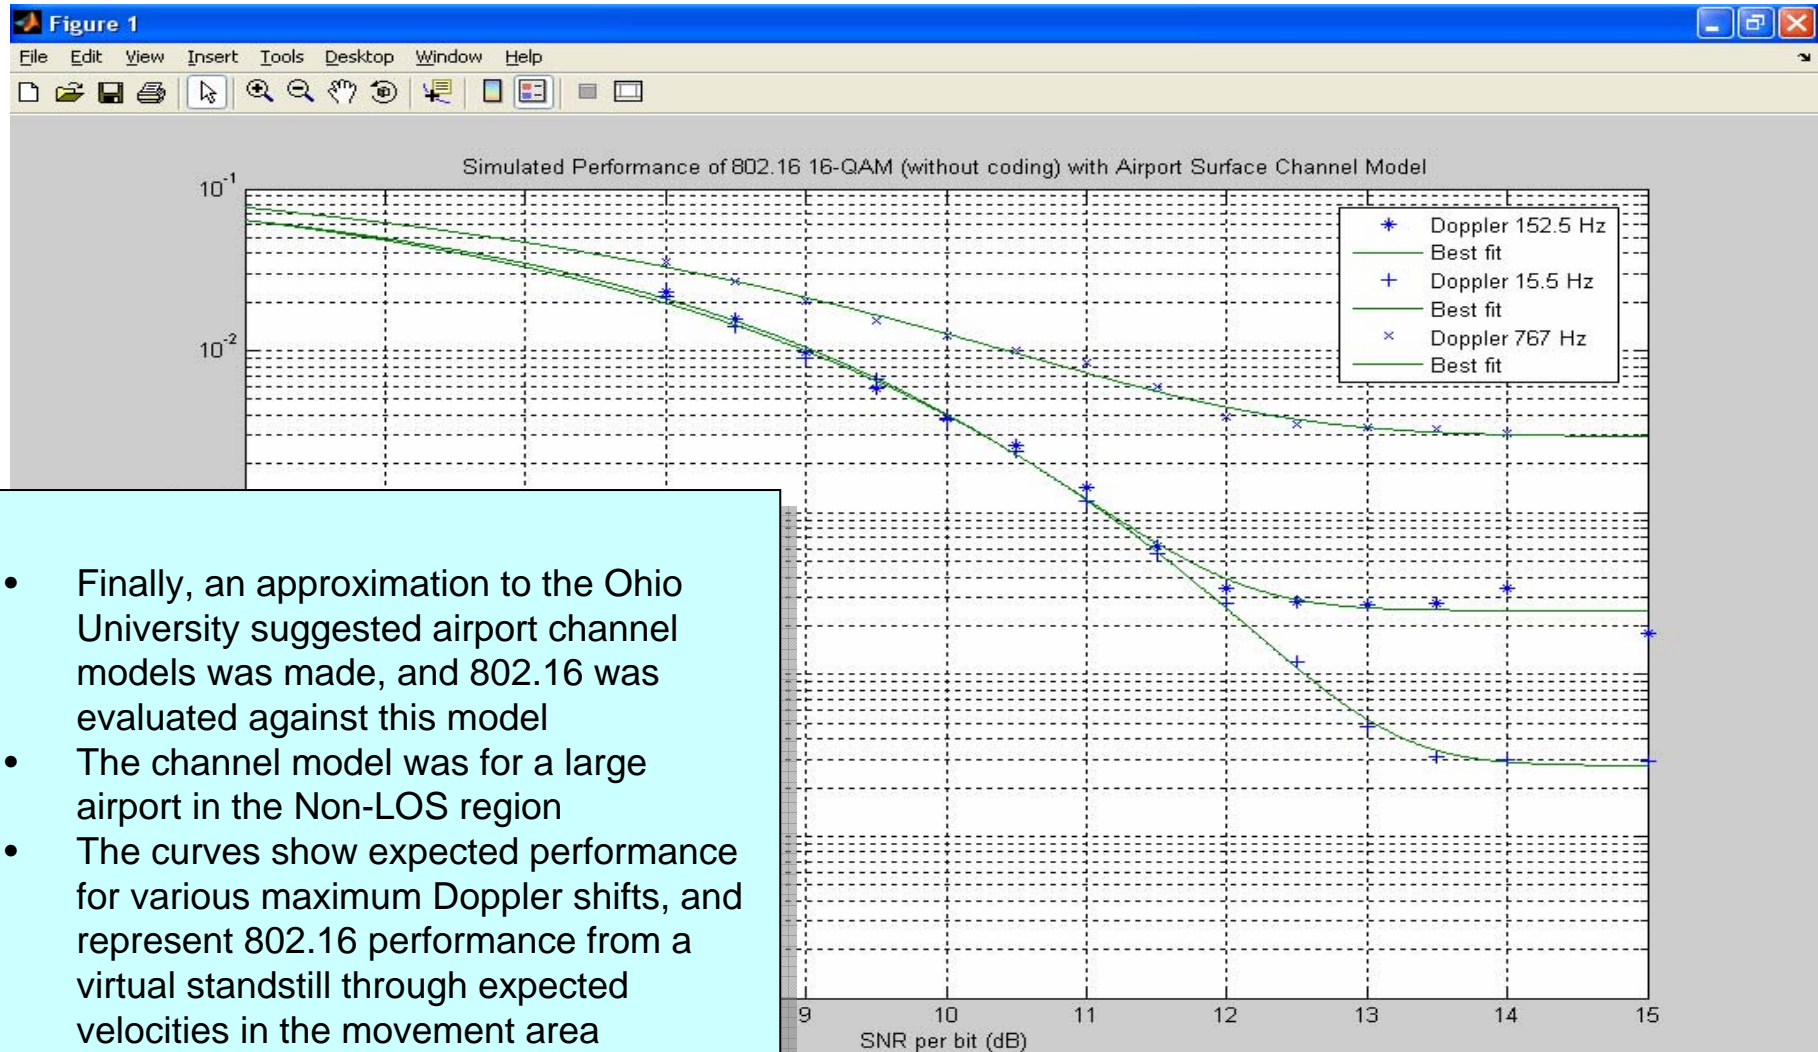 Figure 1
File Edit View Insert Tools Desktop Window Help
Simulated Performance of 802.16 16-QAM (without coding) with Airport Surface Channel Model
10^-1
10^-2
Doppler 152.5 Hz
Best fit
Doppler 15.5 Hz
Best fit
Doppler 767 Hz
Best fit
• Finally, an approximation to the Ohio
University suggested airport channel
models was made, and 802.16 was
evaluated against this model
• The channel model was for a large
airport in the Non-LOS region
• The curves show expected performance
for various maximum Doppler shifts, and
represent 802.16 performance from a
virtual standstill through expected
velocities in the movement area
9 10 11 12 13 14 15
SNR per bit (dB)